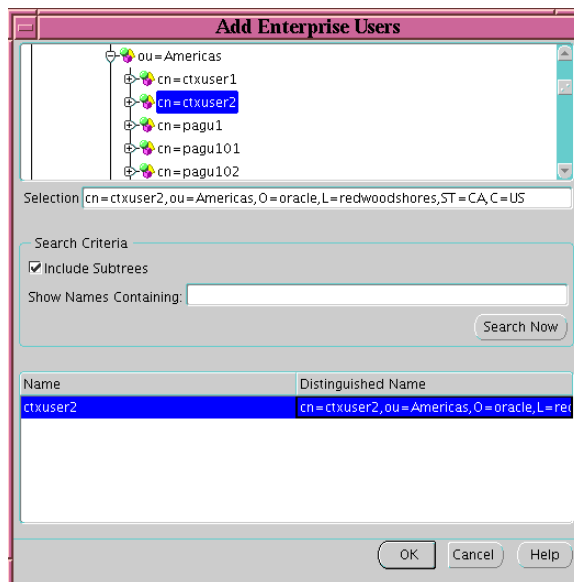 Add Enterprise Users
ou=Americas
cn=ctxuser1
cn=ctxuser2
cn=pagu1
cn=pagu101
cn=pagu102
Selection cn=ctxuser2,ou=Americas,O=oracle,L=redwoodshores,ST=CA,C=US
Search Criteria
Include Subtrees
Show Names Containing:
Search Now
Name Distinguished Name
ctxuser2 cn=ctxuser2,ou=Americas,O=oracle,L=red
OK Cancel Help